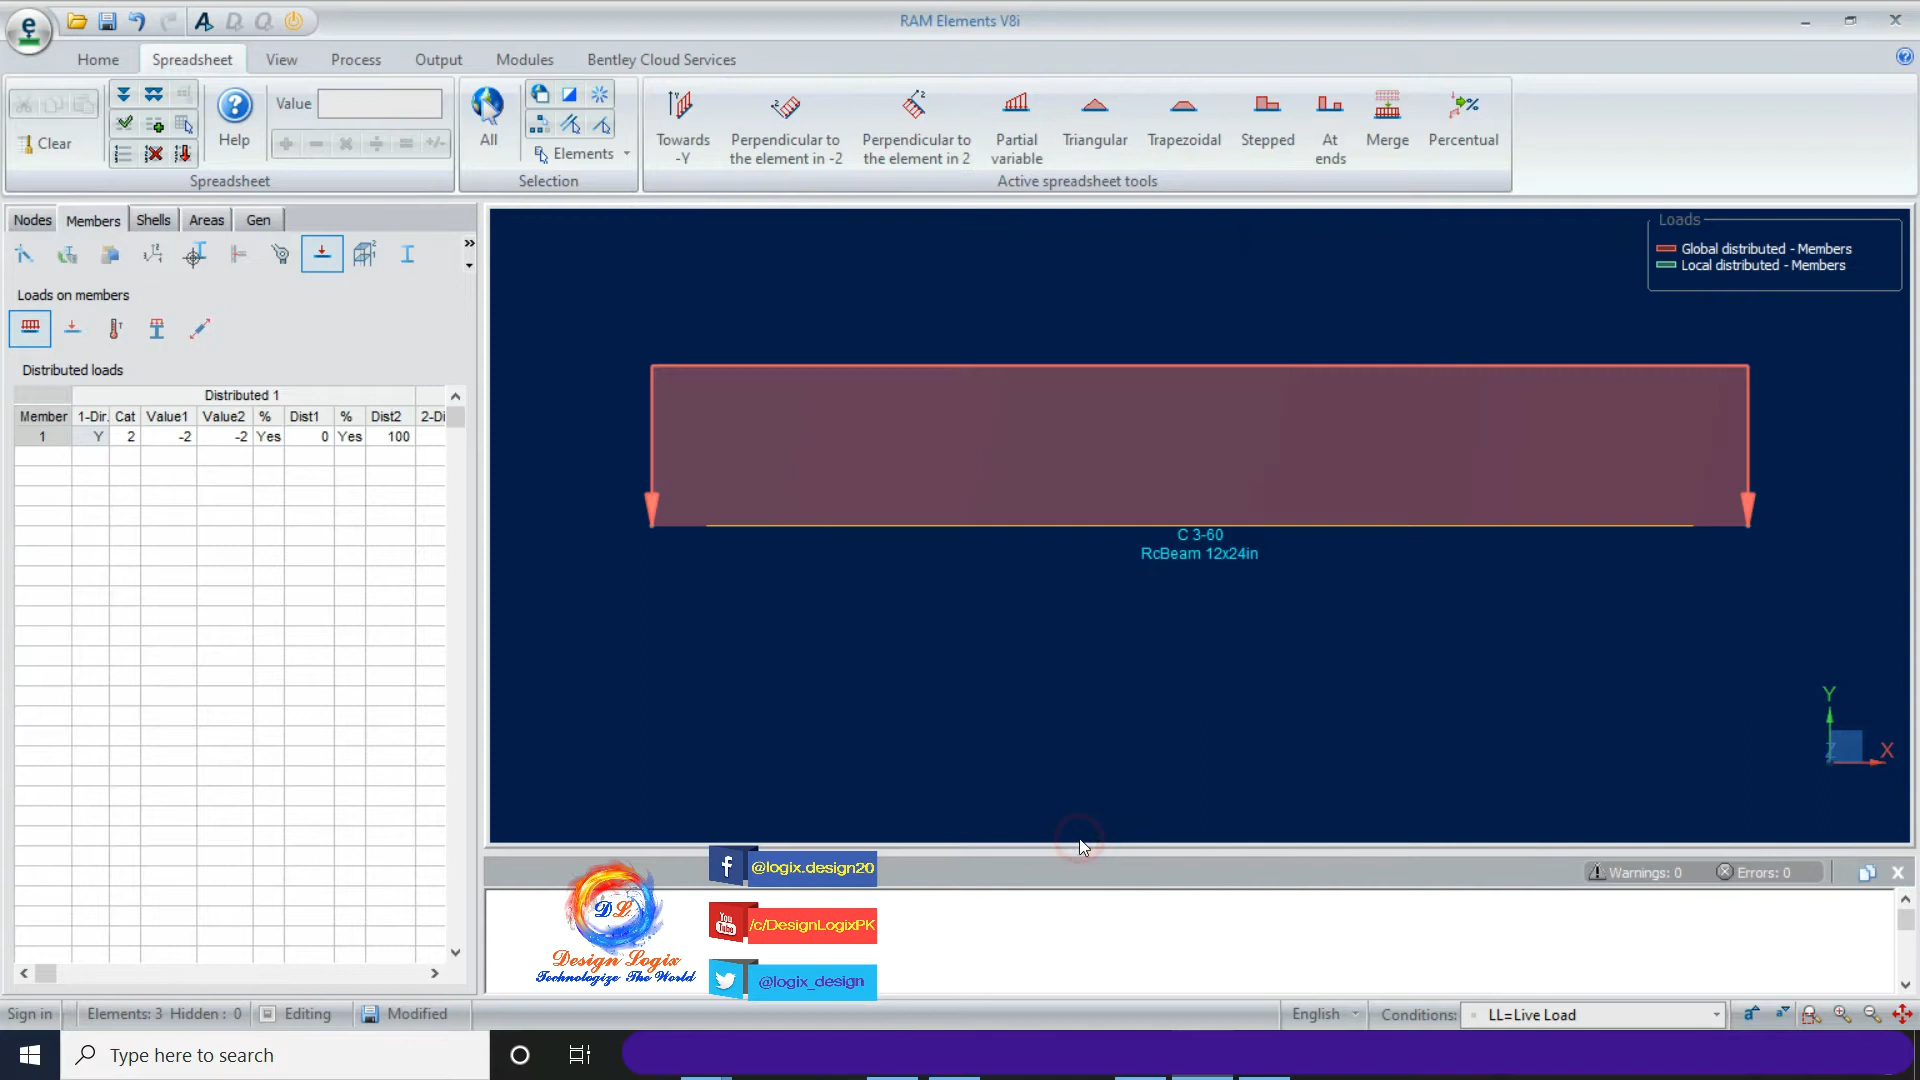 RAM Elements V8i
Home Spreadsheet View Process Output Modules Bentley Cloud Services
Clear
Help
Value
Spreadsheet
All
Elements
Selection
Towards -Y
Perpendicular to the element in -2
Perpendicular to the element in 2
Partial variable
Triangular
Trapezoidal
Stepped
At ends
Merge
Percentual
Active spreadsheet tools
Nodes Members Shells Areas Gen
Loads on members
Distributed loads
Distributed 1
Member 1-Dir. Cat Value1 Value2 % Dist1 % Dist2 2-Di
1 Y 2 -2 -2 Yes 0 Yes 100
Loads
Global distributed - Members
Local distributed - Members
C 3-60
RcBeam 12x24in
Y
Z
X
Warnings: 0 Errors: 0
DL
Design Logix
Technologize The World
f @logix.design20
You Tube /c/DesignLogixPK
@logix_design
Sign in Elements: 3 Hidden : 0 Editing Modified English Conditions: LL=Live Load
Type here to search